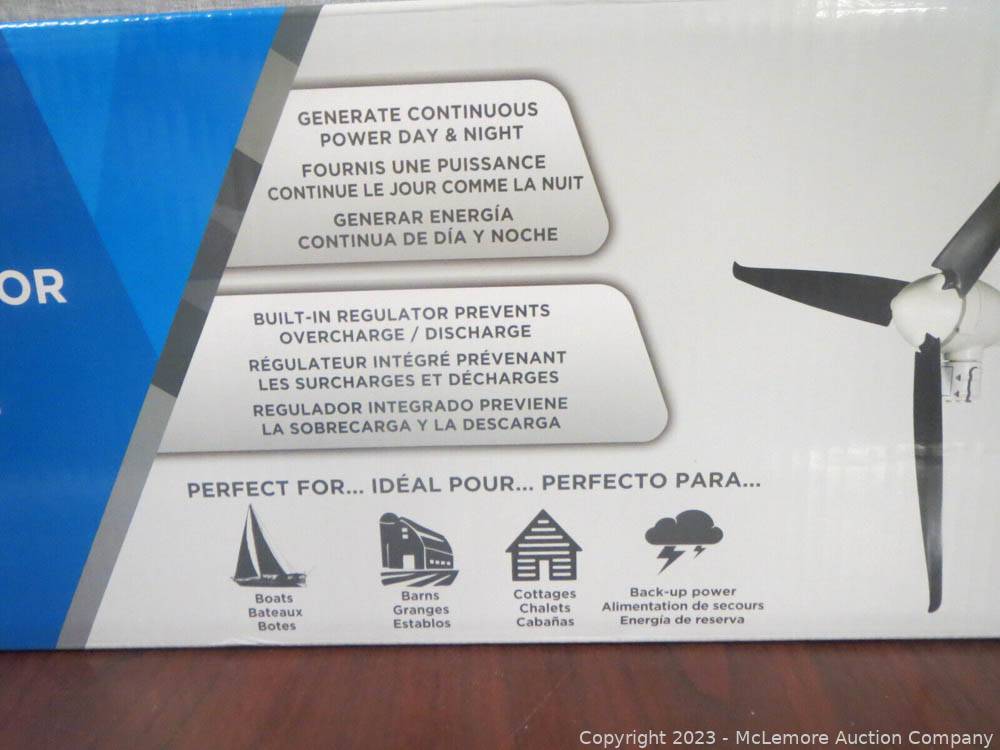 OR
GENERATE CONTINUOUS
POWER DAY & NIGHT
FOURNIS UNE PUISSANCE
CONTINUE LE JOUR COMME LA NUIT
GENERAR ENERGÍA
CONTINUA DE DÍA Y NOCHE
BUILT-IN REGULATOR PREVENTS
OVERCHARGE / DISCHARGE
RÉGULATEUR INTÉGRÉ PRÉVENANT
LES SURCHARGES ET DÉCHARGES
REGULADOR INTEGRADO PREVIENE
LA SOBRECARGA Y LA DESCARGA
PERFECT FOR... IDÉAL POUR... PERFECTO PARA...
Boats
Bateaux
Botes
Barns
Granges
Establos
Cottages
Chalets
Cabañas
Back-up power
Alimentation de secours
Energía de reserva
Copyright 2023 - McLemore Auction Company